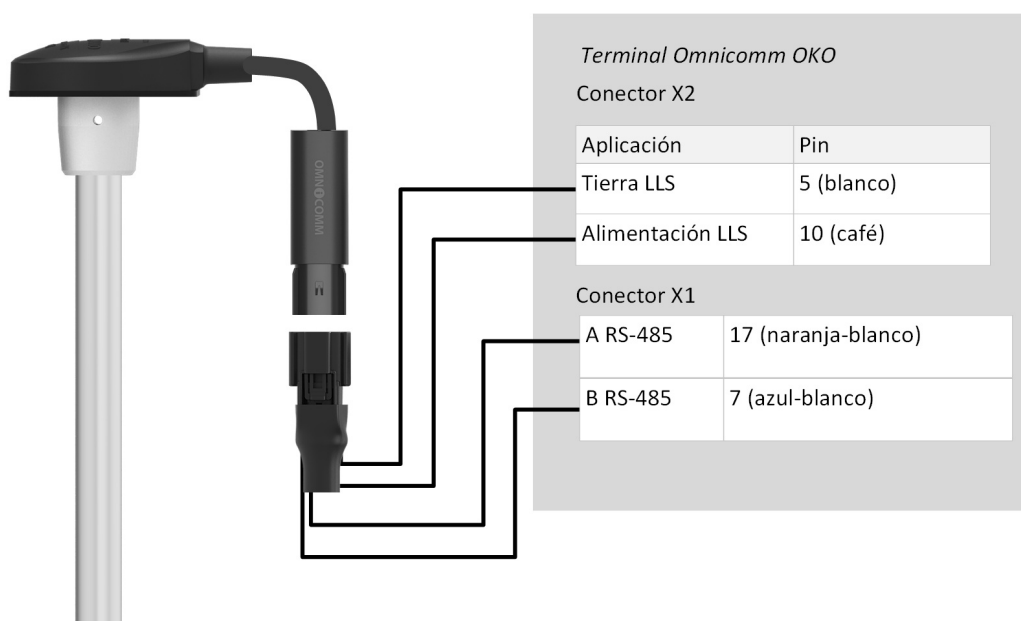 OMNICOMM
Terminal Omnicomm OKO
Conector X2
Aplicación Pin
Tierra LLS 5 (blanco)
Alimentación LLS 10 (café)
Conector X1
A RS-485 17 (naranja-blanco)
B RS-485 7 (azul-blanco)